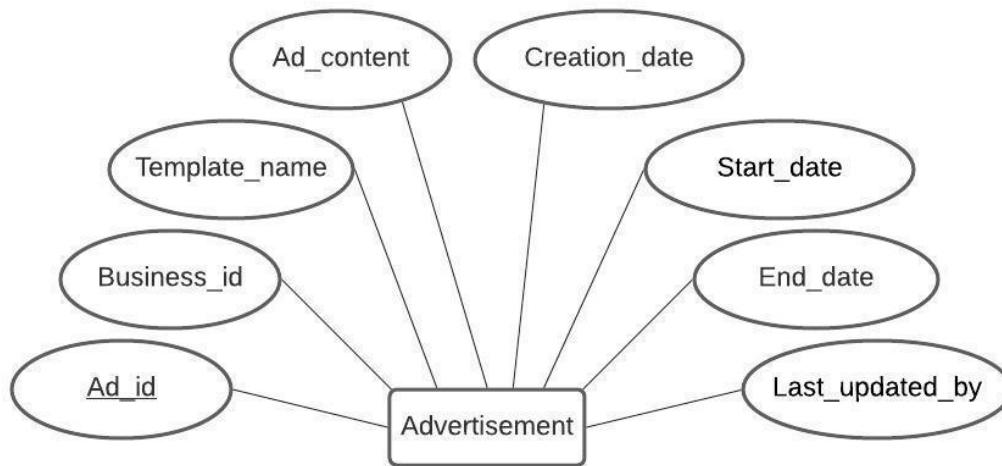 Ad_content
Creation_date
Template_name
Start_date
Business_id
End_date
Ad_id
Last_updated_by
Advertisement